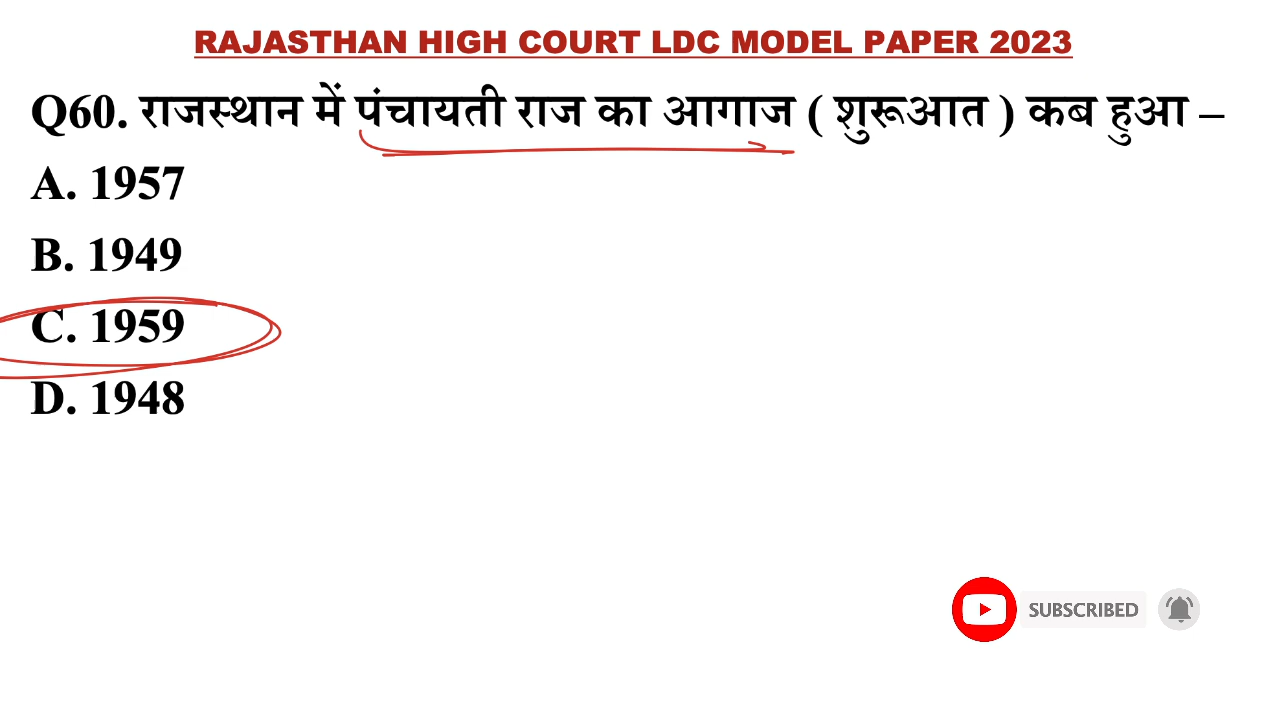 RAJASTHAN HIGH COURT LDC MODEL PAPER 2023
Q60. राजस्थान में पंचायती राज का आगाज ( शुरूआत ) कब हुआ –
A. 1957
B. 1949
C. 1959
D. 1948
SUBSCRIBED